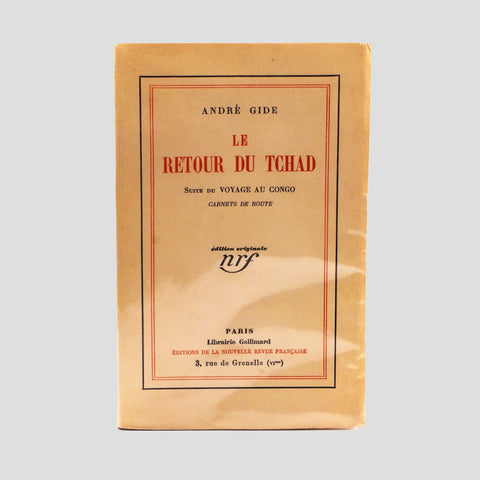 ANDRÉ GIDE
LE
RETOUR DU TCHAD
SUITE DU VOYAGE AU CONGO
CARNETS DE ROUTE
édition originale
nrf
PARIS
Librairie Gallimard
ÉDITIONS DE LA NOUVELLE REVUE FRANÇAISE
3, rue de Grenelle (VIme)